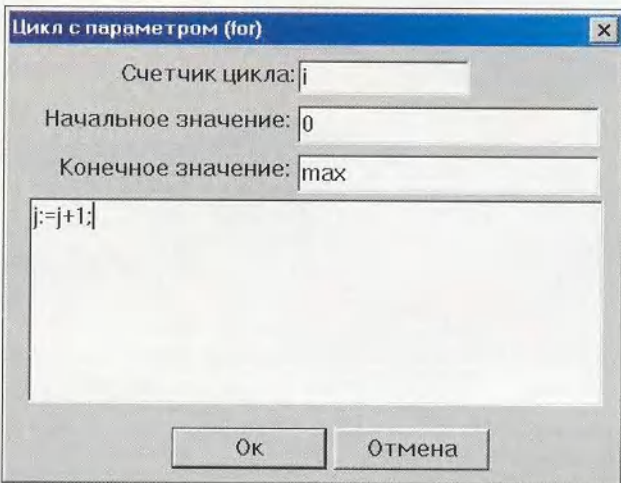 Цикл с параметром (for)
Счетчик цикла: i
Начальное значение: 0
Конечное значение: max
j:=j+1;
Ок Отмена